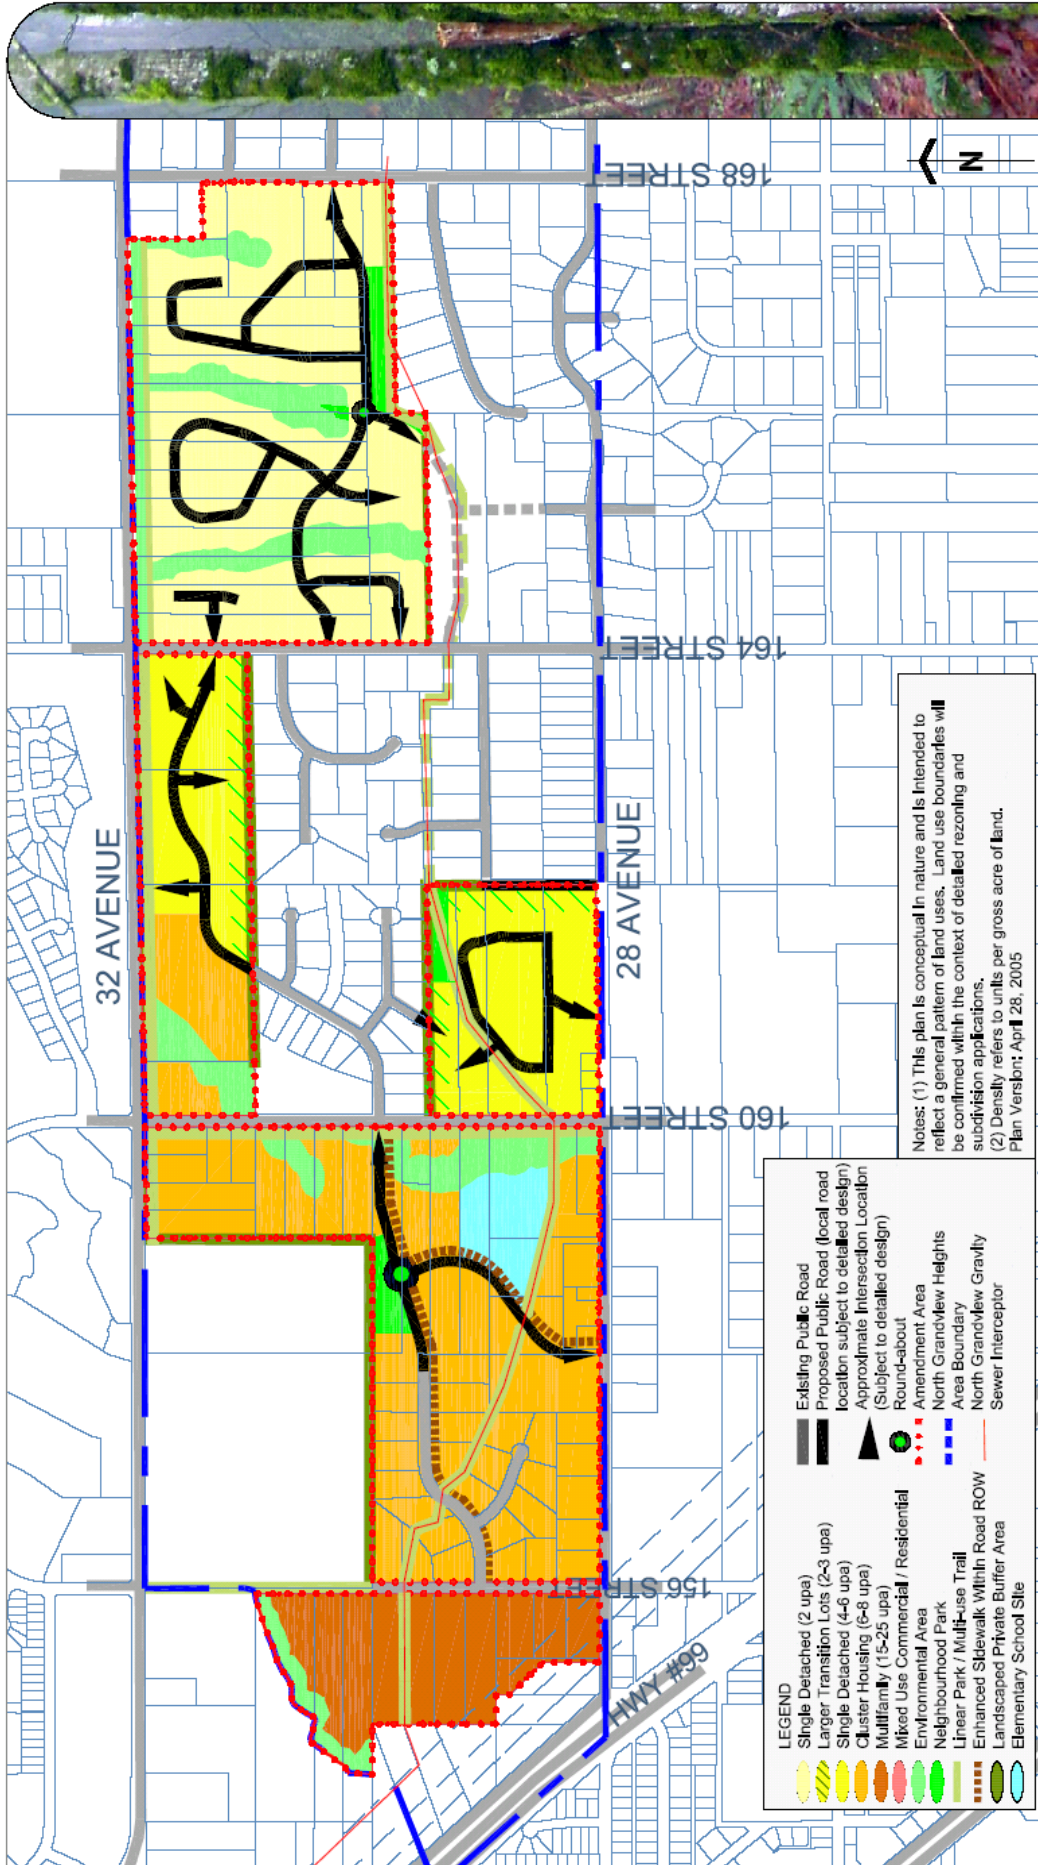 32 AVENUE
28 AVENUE
168 STREET
164 STREET
160 STREET
156 STREET
HWY #99
N
LEGEND
Single Detached (2 upa)
Larger Transition Lots (2-3 upa)
Single Detached (4-6 upa)
Cluster Housing (6-8 upa)
Multifamily (15-25 upa)
Mixed Use Commercial / Residential
Environmental Area
Neighbourhood Park
Linear Park / Multi-use Trail
Enhanced Sidewalk Within Road ROW
Landscaped Private Buffer Area
Elementary School Site
Existing Public Road
Proposed Public Road (local road
location subject to detailed design)
Approximate Intersection Location
(Subject to detailed design)
Round-about
Amendment Area
North Grandview Heights
Area Boundary
North Grandview Gravity
Sewer Interceptor
Notes: (1) This plan is conceptual in nature and is intended to
reflect a general pattern of land uses. Land use boundaries will
be confirmed within the context of detailed rezoning and
subdivision applications.
(2) Density refers to units per gross acre of land.
Plan Version: April 28, 2005